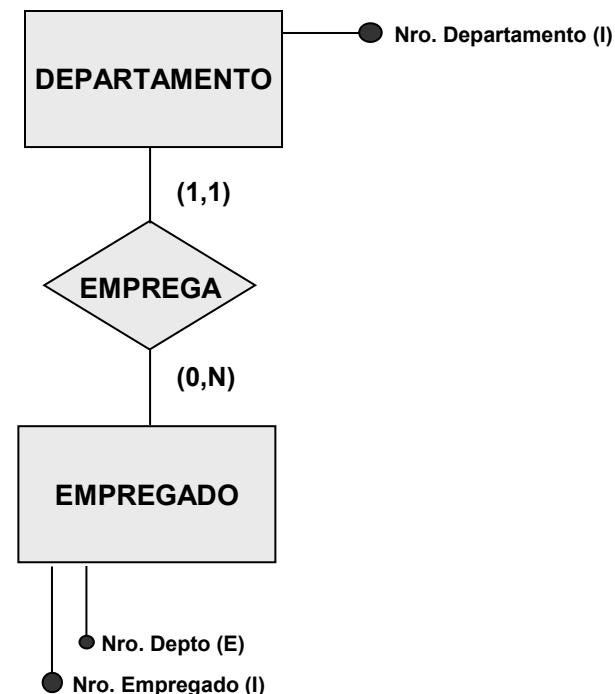 Nro. Departamento (I)
DEPARTAMENTO
(1,1)
EMPREGA
(0,N)
EMPREGADO
Nro. Depto (E)
Nro. Empregado (I)